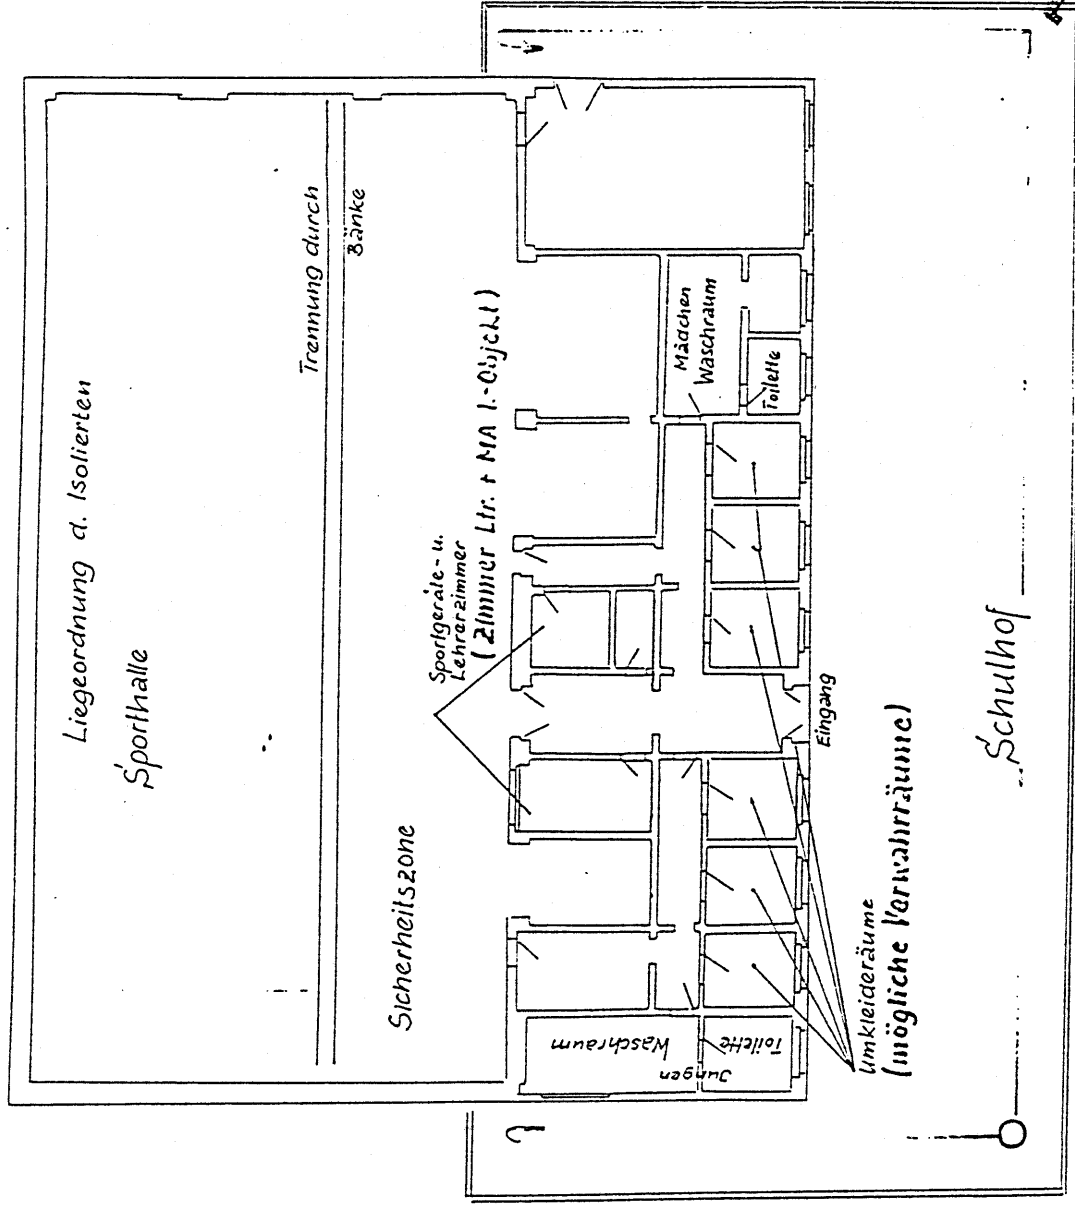 Liegeordnung d. Isolierten
Sporthalle
Trennung durch
Bänke
Sicherheitszone
Sportgeräte- u.
Lehrerzimmer
(Zimmer Ltr. + MA I.-Objekt)
Mädchen
Waschraum
Toilette
Jungen
Waschraum
Toilette
Eingang
Umkleideräume
(mögliche Verwahrräume)
Schulhof